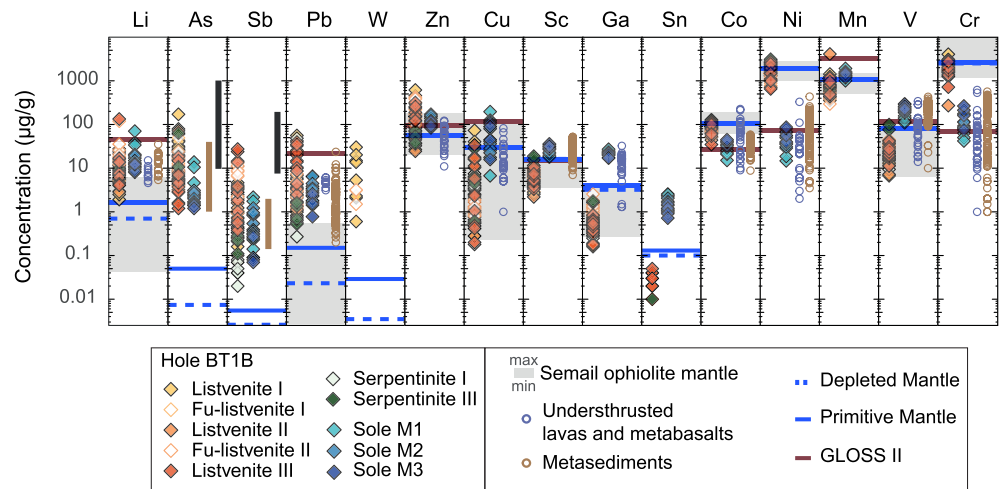 Li As Sb Pb W Zn Cu Sc Ga Sn Co Ni Mn V Cr
Concentration (µg/g)
1000
100
10
1
0.1
0.01
Hole BT1B
Listvenite I
Fu-listvenite I
Listvenite II
Fu-listvenite II
Listvenite III
Serpentinite I
Serpentinite III
Sole M1
Sole M2
Sole M3
max
min
Semail ophiolite mantle
Understhrusted
lavas and metabasalts
Metasediments
Depleted Mantle
Primitive Mantle
GLOSS II